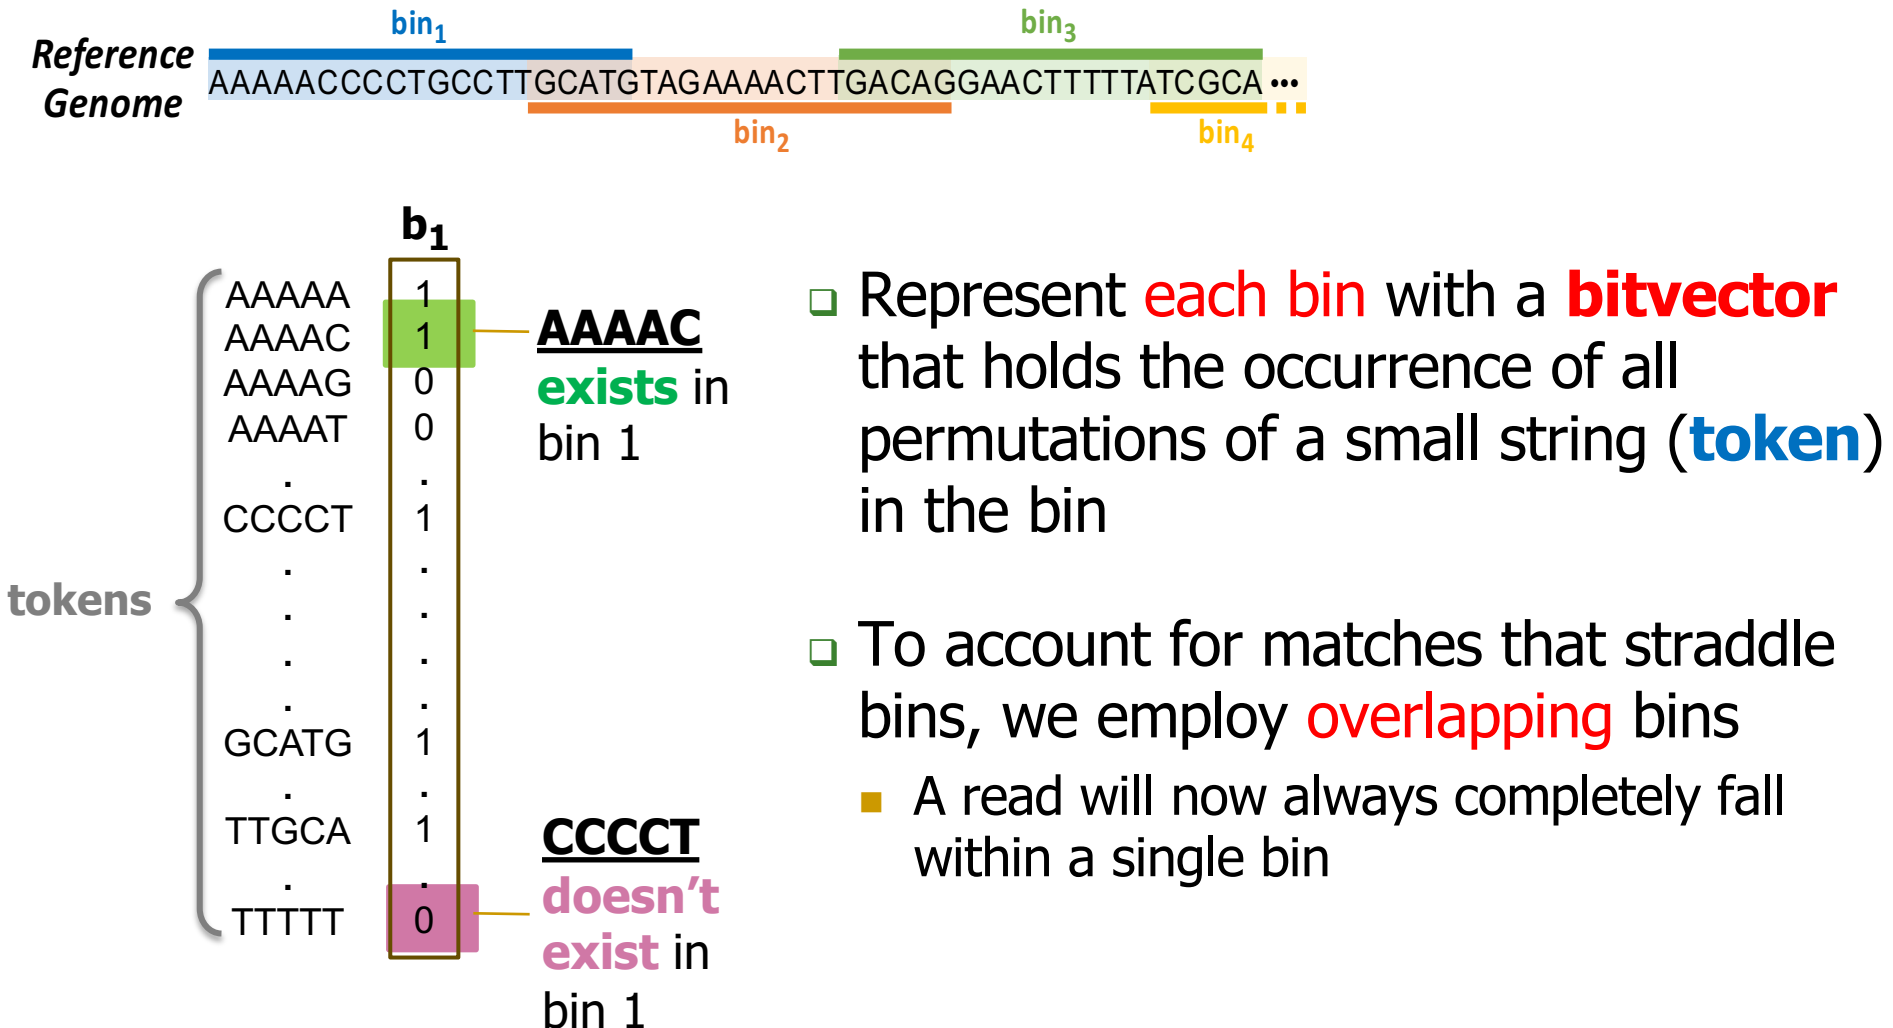 bin1
bin3
Reference
Genome
AAAAACCCCTGCCTTGCATGTAGAAAACTTGACAGGAACTTTTTATCGCA •••
bin2
bin4
b1
tokens
AAAAA 1
AAAAC 1
AAAAG 0
AAAAT 0
. .
CCCCT 1
. .
. .
. .
. .
GCATG 1
. .
TTGCA 1
. .
TTTTT 0
AAAAC
exists in
bin 1
CCCCT
doesn't
exist in
bin 1
❑ Represent each bin with a bitvector
that holds the occurrence of all
permutations of a small string (token)
in the bin
❑ To account for matches that straddle
bins, we employ overlapping bins
■ A read will now always completely fall
within a single bin